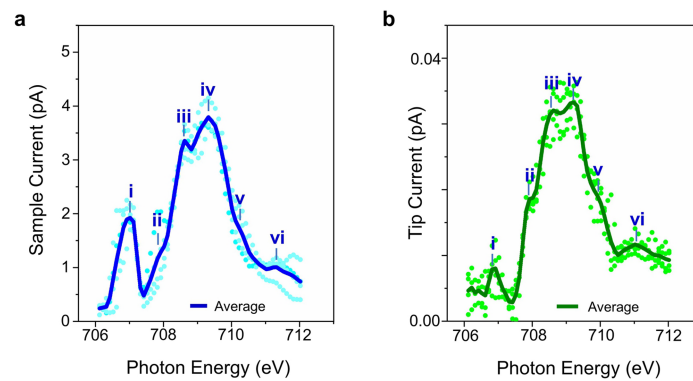 a
b
Sample Current (pA)
5
4
3
2
1
0
i
ii
iii
iv
v
vi
Average
706
708
710
712
Photon Energy (eV)
Tip Current (pA)
0.04
0.00
i
ii
iii
iv
v
vi
Average
706
708
710
712
Photon Energy (eV)